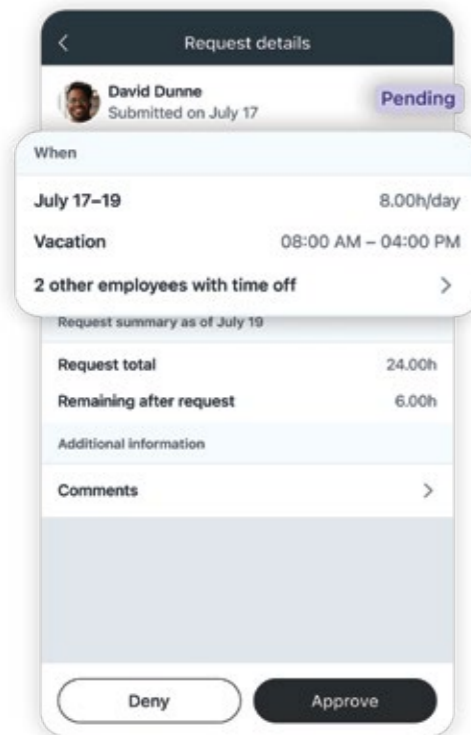 Request details
David Dunne
Pending
Submitted on July 17
When
July 17–19 8.00h/day
Vacation 08:00 AM – 04:00 PM
2 other employees with time off
Request summary as of July 19
Request total 24.00h
Remaining after request 6.00h
Additional information
Comments
Deny Approve